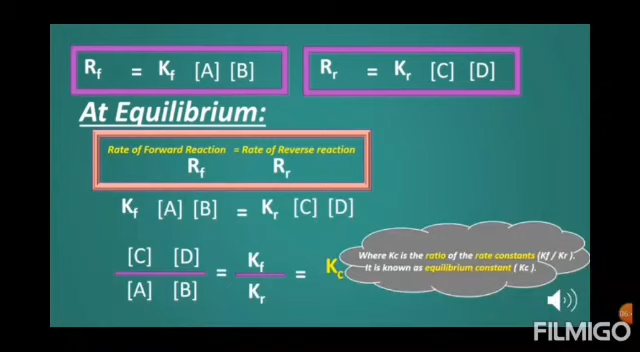 Rf = Kf [A] [B]
Rr = Kr [C] [D]
At Equilibrium:
Rate of Forward Reaction = Rate of Reverse reaction
Rf Rr
Kf [A] [B] = Kr [C] [D]
[C] [D]
[A] [B]
=
Kf
Kr
= Kc
Where Kc is the ratio of the rate constants (Kf / Kr ).
It is known as equilibrium constant ( Kc ).
FILMIGO